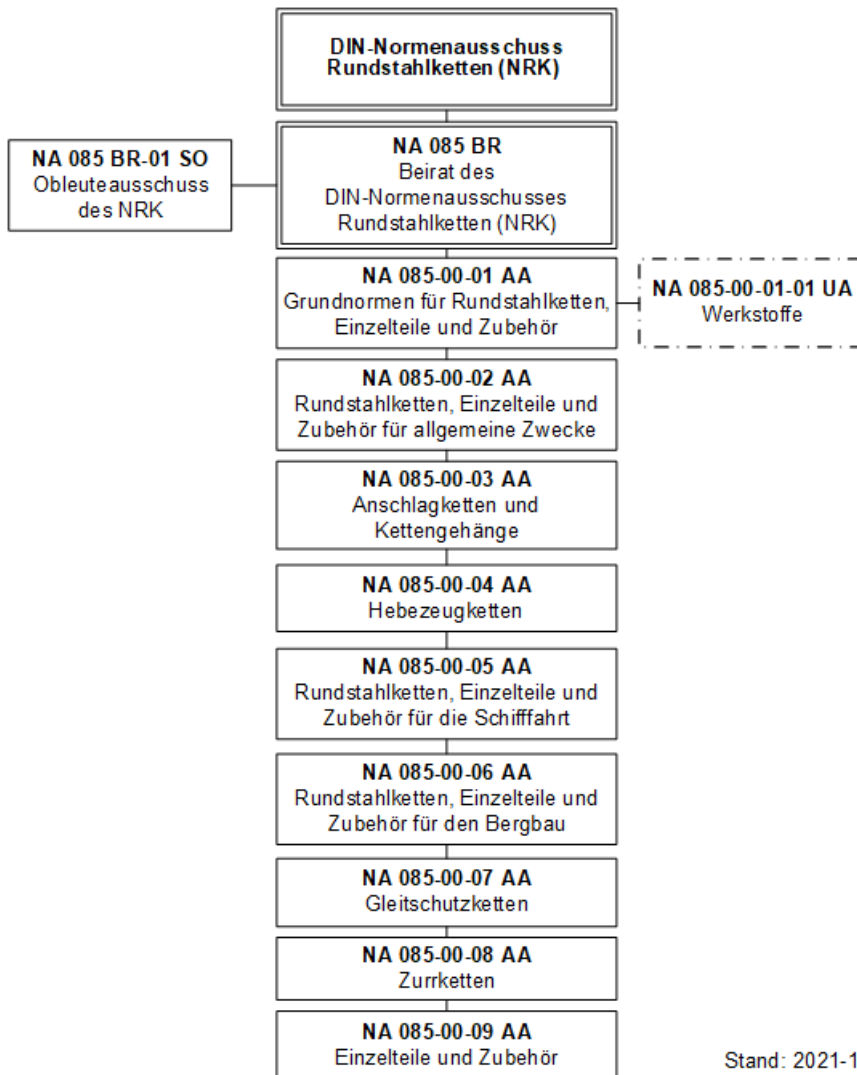 DIN-Normenausschuss
Rundstahlketten (NRK)
NA 085 BR-01 SO
Obleuteausschuss
des NRK
NA 085 BR
Beirat des
DIN-Normenausschusses
Rundstahlketten (NRK)
NA 085-00-01 AA
Grundnormen für Rundstahlketten,
Einzelteile und Zubehör
NA 085-00-01-01 UA
Werkstoffe
NA 085-00-02 AA
Rundstahlketten, Einzelteile und
Zubehör für allgemeine Zwecke
NA 085-00-03 AA
Anschlagketten und
Kettengehänge
NA 085-00-04 AA
Hebezeugketten
NA 085-00-05 AA
Rundstahlketten, Einzelteile und
Zubehör für die Schifffahrt
NA 085-00-06 AA
Rundstahlketten, Einzelteile und
Zubehör für den Bergbau
NA 085-00-07 AA
Gleitschutzketten
NA 085-00-08 AA
Zurrketten
NA 085-00-09 AA
Einzelteile und Zubehör
Stand: 2021-1